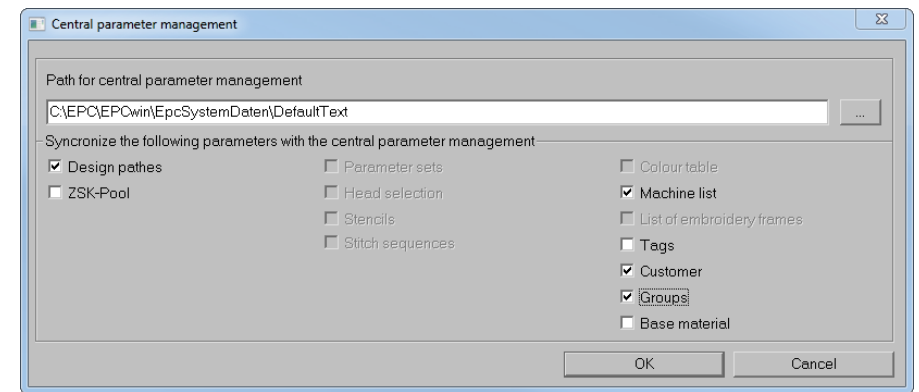 Central parameter management
Path for central parameter management
C:\EPC\EPCwin\EpcSystemDaten\DefaultText
...
Syncronize the following parameters with the central parameter management
Design pathes
Parameter sets
Colour table
ZSK-Pool
Head selection
Machine list
Stencils
List of embroidery frames
Stitch sequences
Tags
Customer
Groups
Base material
OK
Cancel